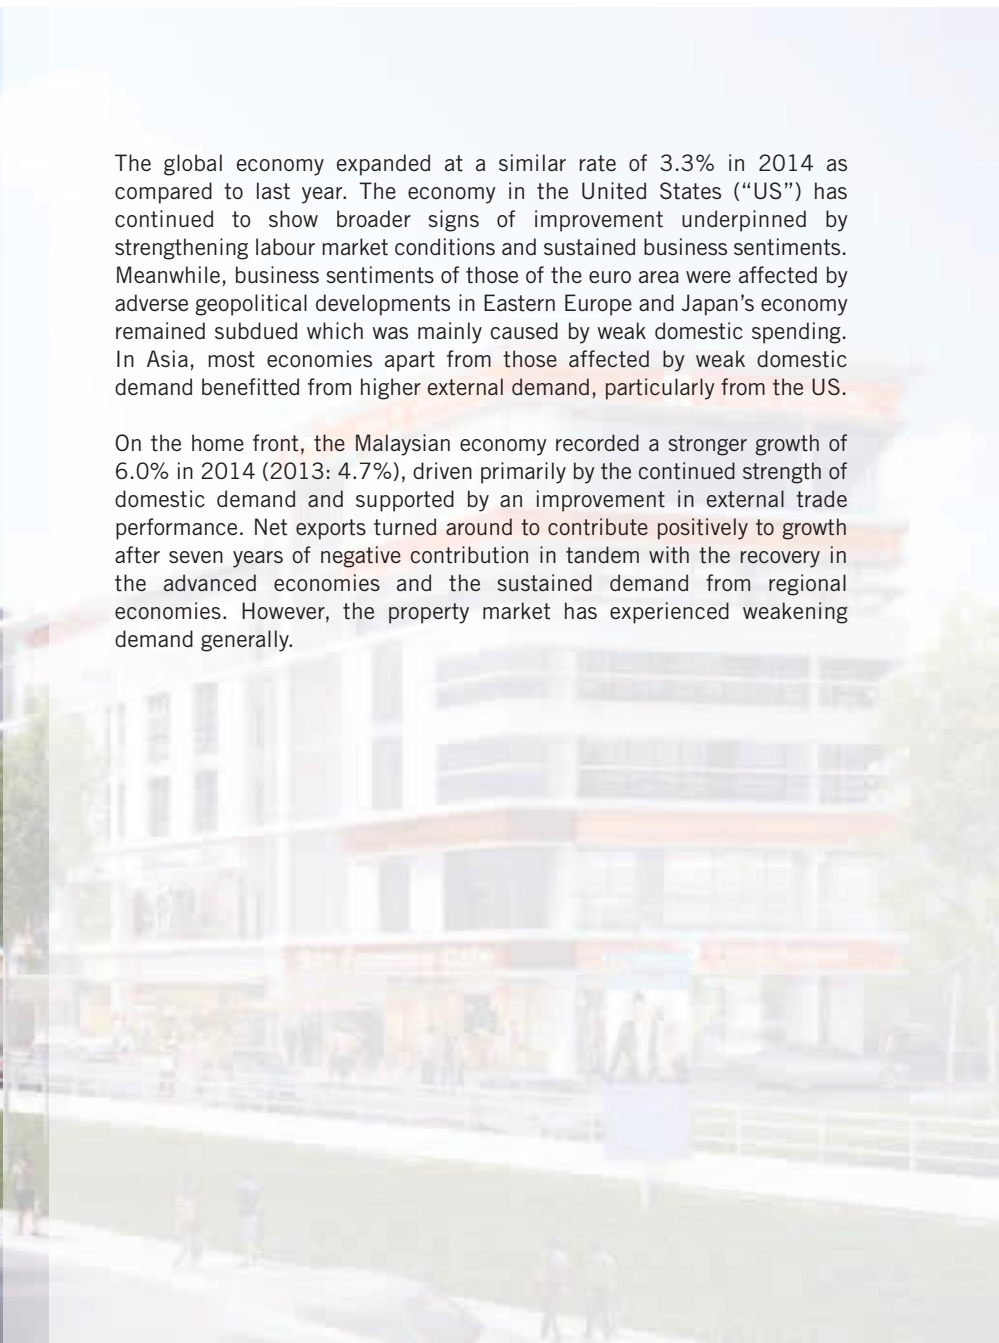 The global economy expanded at a similar rate of 3.3% in 2014 as
compared to last year. The economy in the United States (“US”) has
continued to show broader signs of improvement underpinned by
strengthening labour market conditions and sustained business sentiments.
Meanwhile, business sentiments of those of the euro area were affected by
adverse geopolitical developments in Eastern Europe and Japan’s economy
remained subdued which was mainly caused by weak domestic spending.
In Asia, most economies apart from those affected by weak domestic
demand benefitted from higher external demand, particularly from the US.
On the home front, the Malaysian economy recorded a stronger growth of
6.0% in 2014 (2013: 4.7%), driven primarily by the continued strength of
domestic demand and supported by an improvement in external trade
performance. Net exports turned around to contribute positively to growth
after seven years of negative contribution in tandem with the recovery in
the advanced economies and the sustained demand from regional
economies. However, the property market has experienced weakening
demand generally.